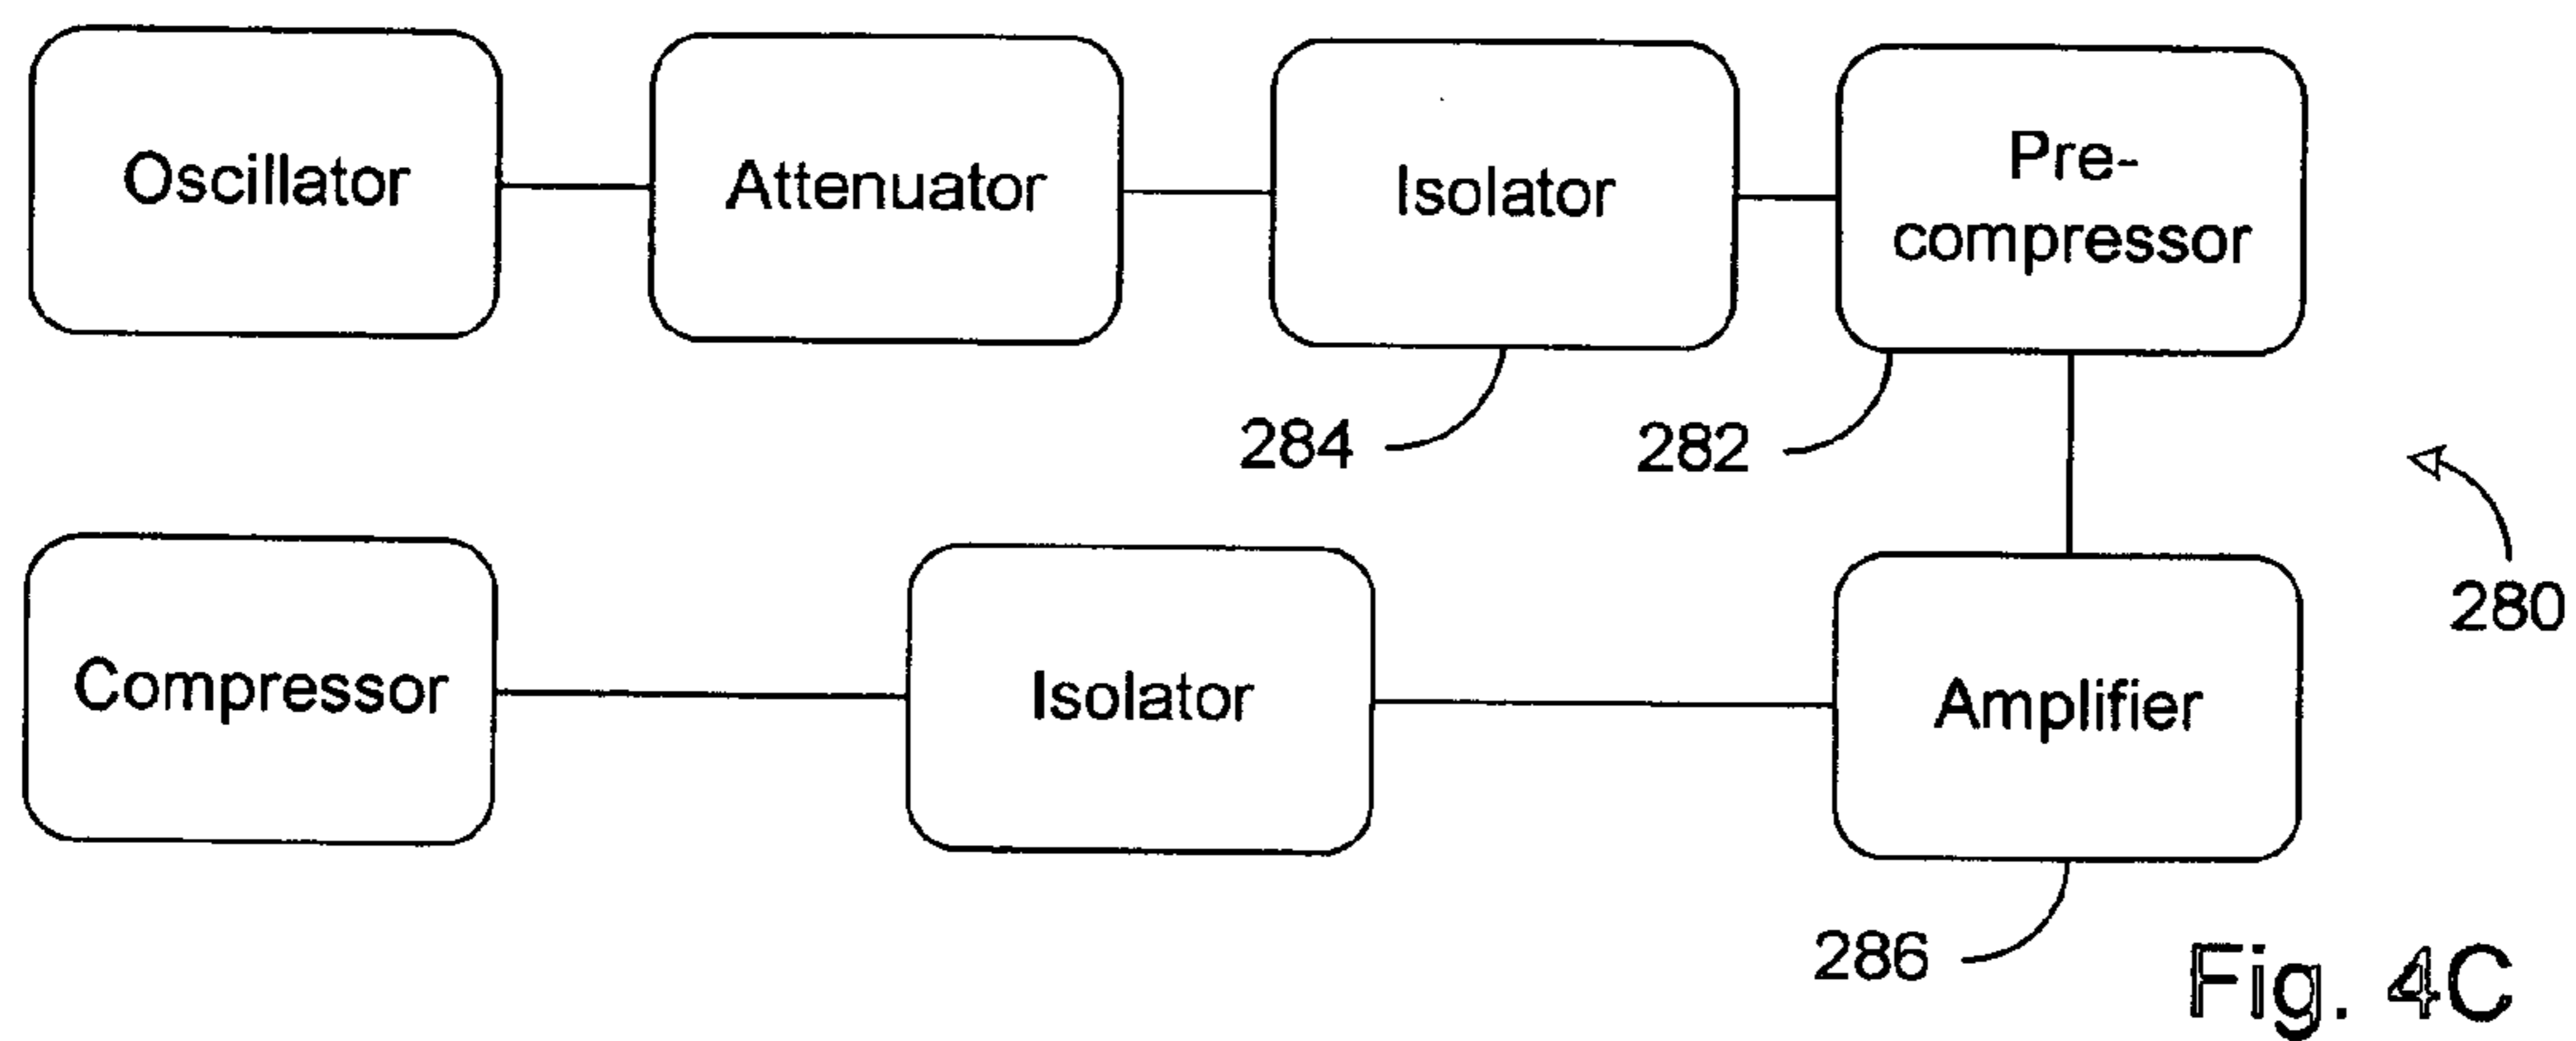 Oscillator
Attenuator
Isolator
Pre-
compressor
284
282
280
Compressor
Isolator
Amplifier
286
Fig. 4C